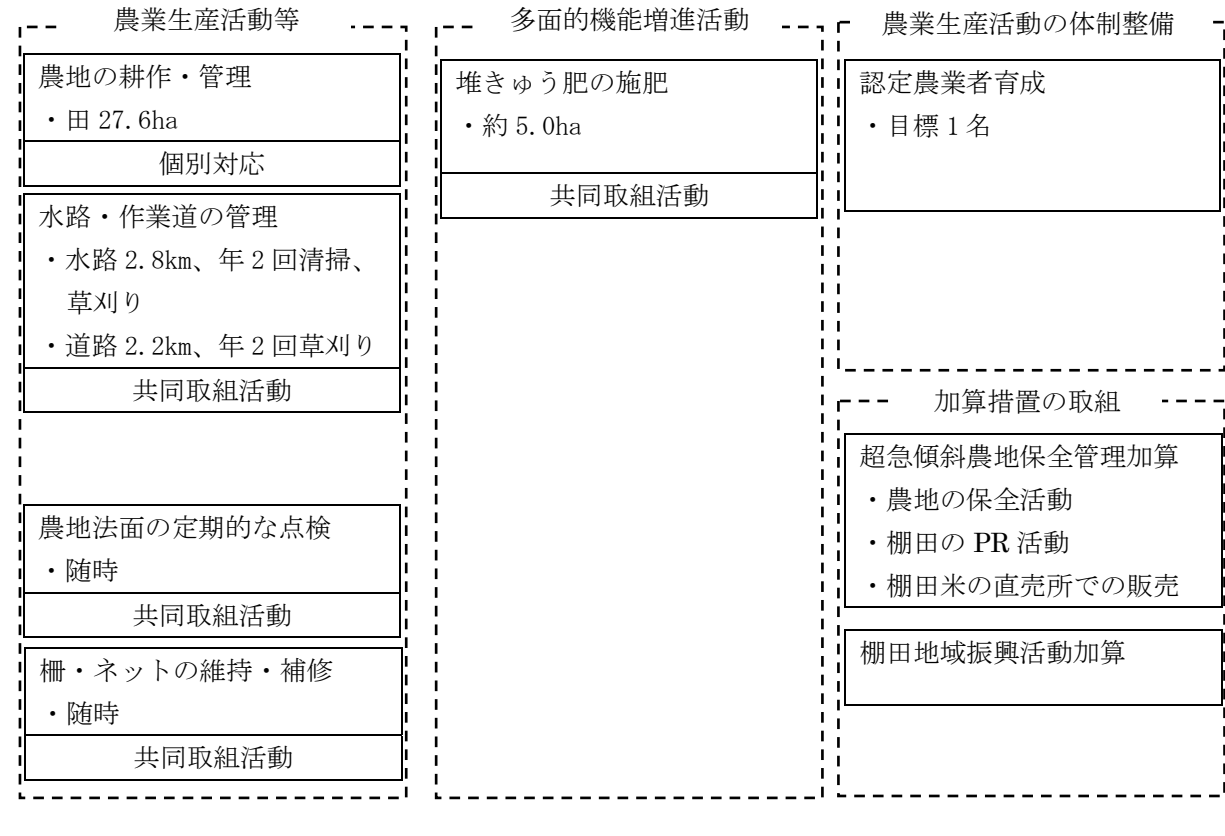 農業生産活動等
農地の耕作・管理
・田 27.6ha
個別対応
水路・作業道の管理
・水路 2.8km、年 2 回清掃、
草刈り
・道路 2.2km、年 2 回草刈り
共同取組活動
農地法面の定期的な点検
・随時
共同取組活動
柵・ネットの維持・補修
・随時
共同取組活動
多面的機能増進活動
堆きゅう肥の施肥
・約 5.0ha
共同取組活動
農業生産活動の体制整備
認定農業者育成
・目標 1 名
加算措置の取組
超急傾斜農地保全管理加算
・農地の保全活動
・棚田の PR 活動
・棚田米の直売所での販売
棚田地域振興活動加算